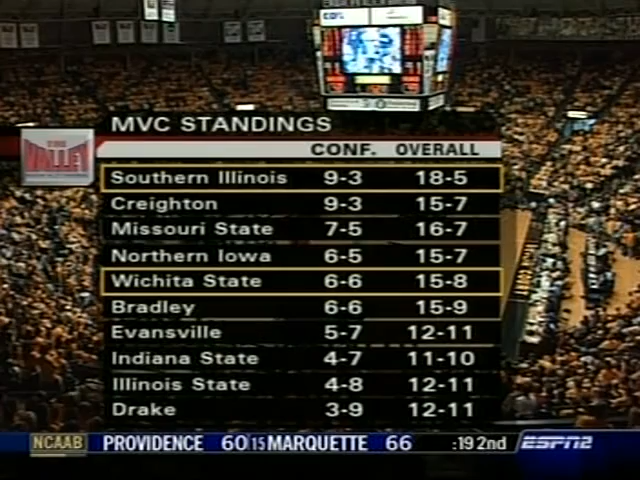 MVC STANDINGS
THE VALLEY
CONF. OVERALL
Southern Illinois 9-3 18-5
Creighton 9-3 15-7
Missouri State 7-5 16-7
Northern Iowa 6-5 15-7
Wichita State 6-6 15-8
Bradley 6-6 15-9
Evansville 5-7 12-11
Indiana State 4-7 11-10
Illinois State 4-8 12-11
Drake 3-9 12-11
NCAAB PROVIDENCE 60 15 MARQUETTE 66 :19 2nd ESPN2